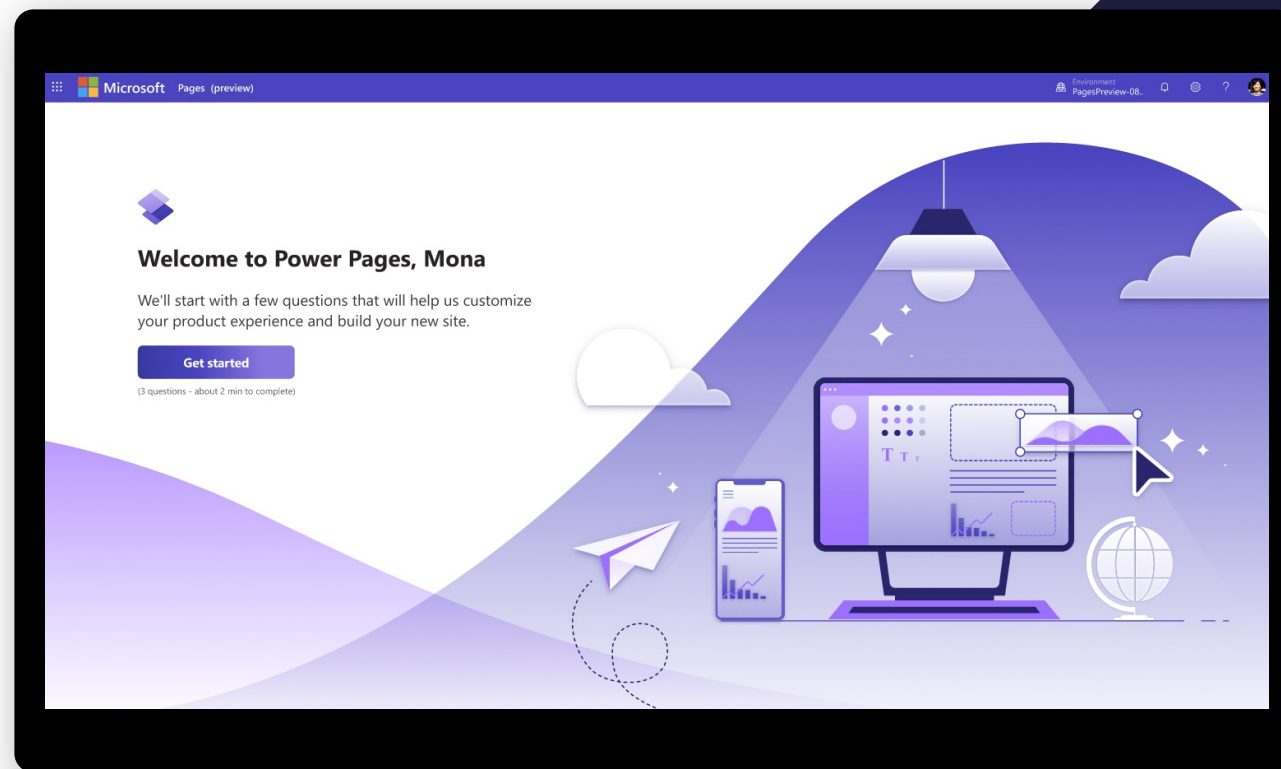 Microsoft Pages (preview)
Environment
PagesPreview-08..
?
Welcome to Power Pages, Mona
We'll start with a few questions that will help us customize
your product experience and build your new site.
Get started
(3 questions - about 2 min to complete)
T T T